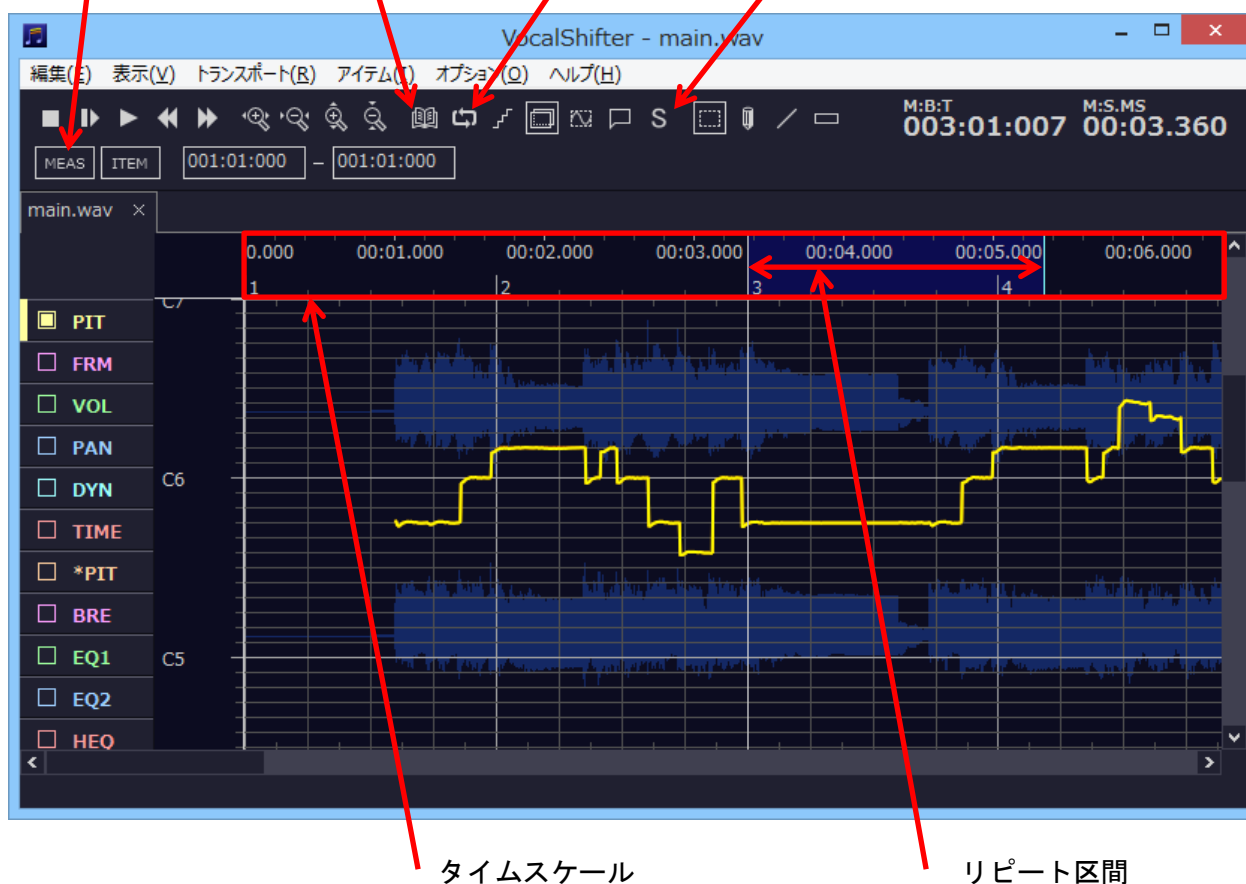 VocalShifter - main.wav
編集(E) 表示(V) トランスポート(R) アイテム(I) オプション(O) ヘルプ(H)
S
M:B:T M:S.MS
003:01:007 00:03.360
MEAS ITEM 001:01:000 – 001:01:000
main.wav ×
0.000 00:01.000 00:02.000 00:03.000 00:04.000 00:05.000 00:06.000
1 2 3 4
C7
PIT
FRM
VOL
PAN
C6
DYN
TIME
*PIT
BRE
EQ1
C5
EQ2
HEQ
タイムスケール リピート区間